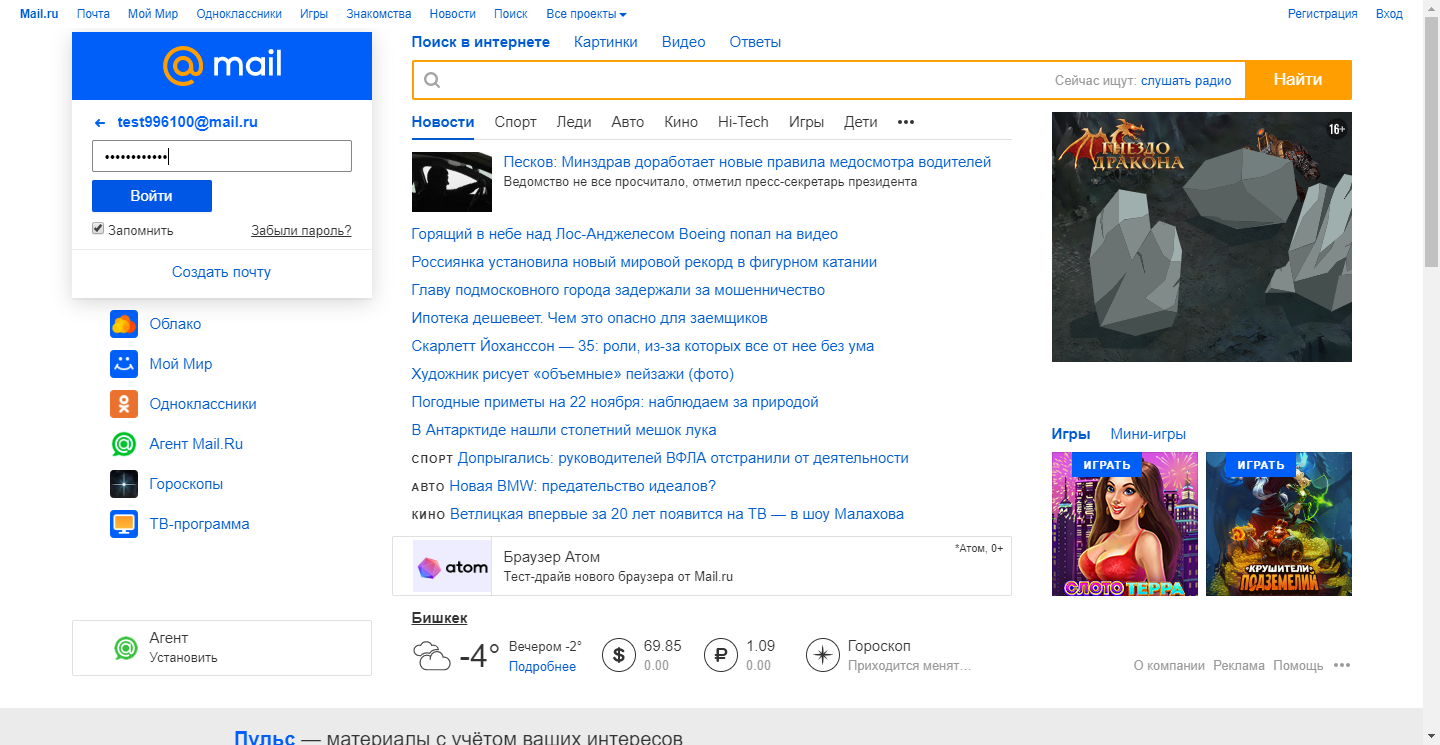 Mail.ru Почта Мой Мир Одноклассники Игры Знакомства Новости Поиск Все проекты Регистрация Вход
mail
test996100@mail.ru
••••••••••••
Войти
Запомнить Забыли пароль?
Создать почту
Облако
Мой Мир
Одноклассники
Агент Mail.Ru
Гороскопы
ТВ-программа
Агент
Установить
Поиск в интернете Картинки Видео Ответы
Сейчас ищут: слушать радио Найти
Новости Спорт Леди Авто Кино Hi-Tech Игры Дети •••
Песков: Минздрав доработает новые правила медосмотра водителей
Ведомство не все просчитало, отметил пресс-секретарь президента
Горящий в небе над Лос-Анджелесом Boeing попал на видео
Россиянка установила новый мировой рекорд в фигурном катании
Главу подмосковного города задержали за мошенничество
Ипотека дешевеет. Чем это опасно для заемщиков
Скарлетт Йоханссон — 35: роли, из-за которых все от нее без ума
Художник рисует «объемные» пейзажи (фото)
Погодные приметы на 22 ноября: наблюдаем за природой
В Антарктиде нашли столетний мешок лука
СПОРТ Допрыгались: руководителей ВФЛА отстранили от деятельности
АВТО Новая BMW: предательство идеалов?
КИНО Ветлицкая впервые за 20 лет появится на ТВ — в шоу Малахова
atom
Браузер Атом
*Атом, 0+
Тест-драйв нового браузера от Mail.ru
Бишкек
-4° Вечером -2°
Подробнее
$ 69.85
0.00
₽ 1.09
0.00
Гороскоп
Приходится менят...
16+
ГНЕЗДО
ДРАКОНА
Игры Мини-игры
ИГРАТЬ
СЛОТОТЕРРА
ИГРАТЬ
КРУШИТЕЛИ
ПОДЗЕМЕЛИЙ
О компании Реклама Помощь •••
Пульс — материалы с учётом ваших интересов